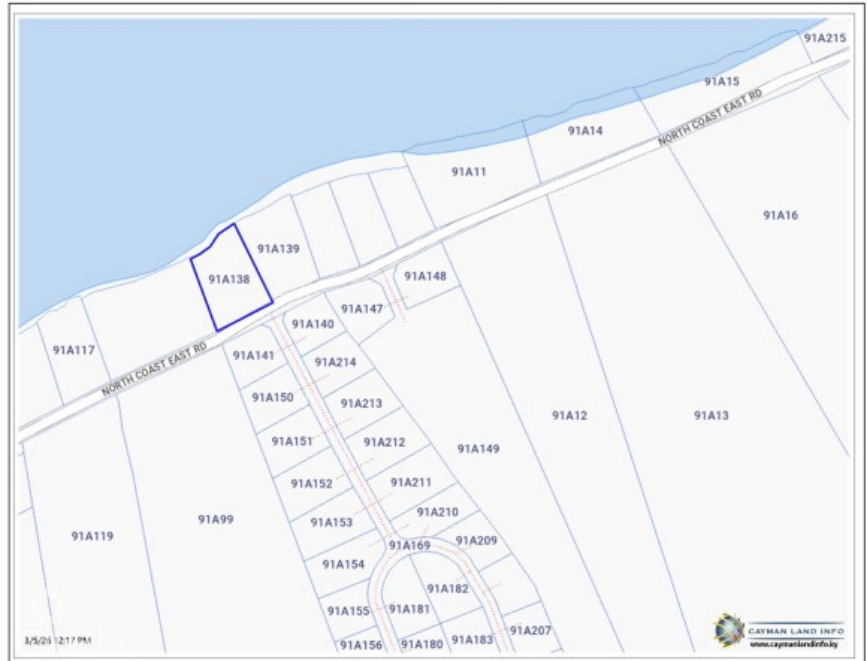 91A215
91A15
NORTH COAST EAST RD
91A14
91A11
91A16
91A139
91A138
91A148
91A147
91A140
91A117
NORTH COAST EAST RD
91A141
91A214
91A150
91A213
91A12
91A13
91A151
91A212
91A149
91A152
91A211
91A153
91A210
91A119
91A99
91A169
91A209
91A154
91A182
91A155
91A181
91A207
91A156
91A180
91A183
3/5/26 12:17 PM
CAYMAN LAND INFO
www.caymanlandinfo.ky